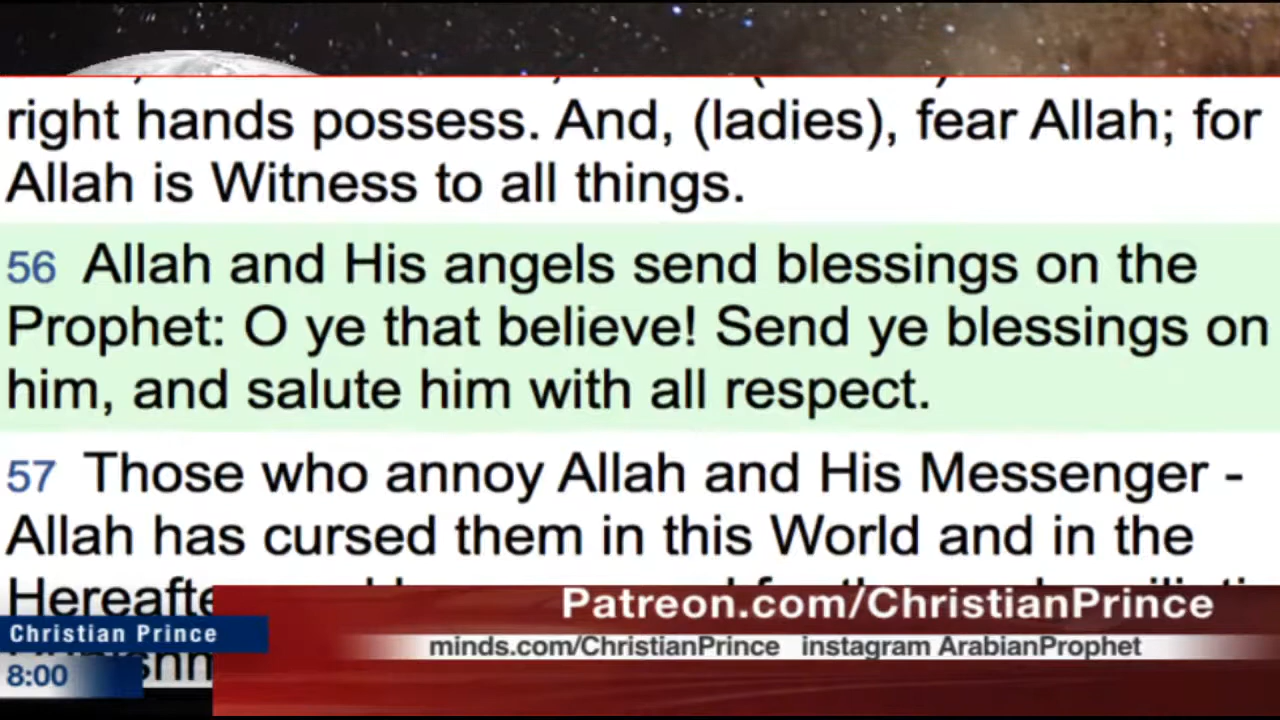 right hands possess. And, (ladies), fear Allah; for
Allah is Witness to all things.
56 Allah and His angels send blessings on the
Prophet: O ye that believe! Send ye blessings on
him, and salute him with all respect.
57 Those who annoy Allah and His Messenger -
Allah has cursed them in this World and in the
Patreon.com/ChristianPrince
Christian Prince
minds.com/ChristianPrince instagram ArabianProphet
8:00